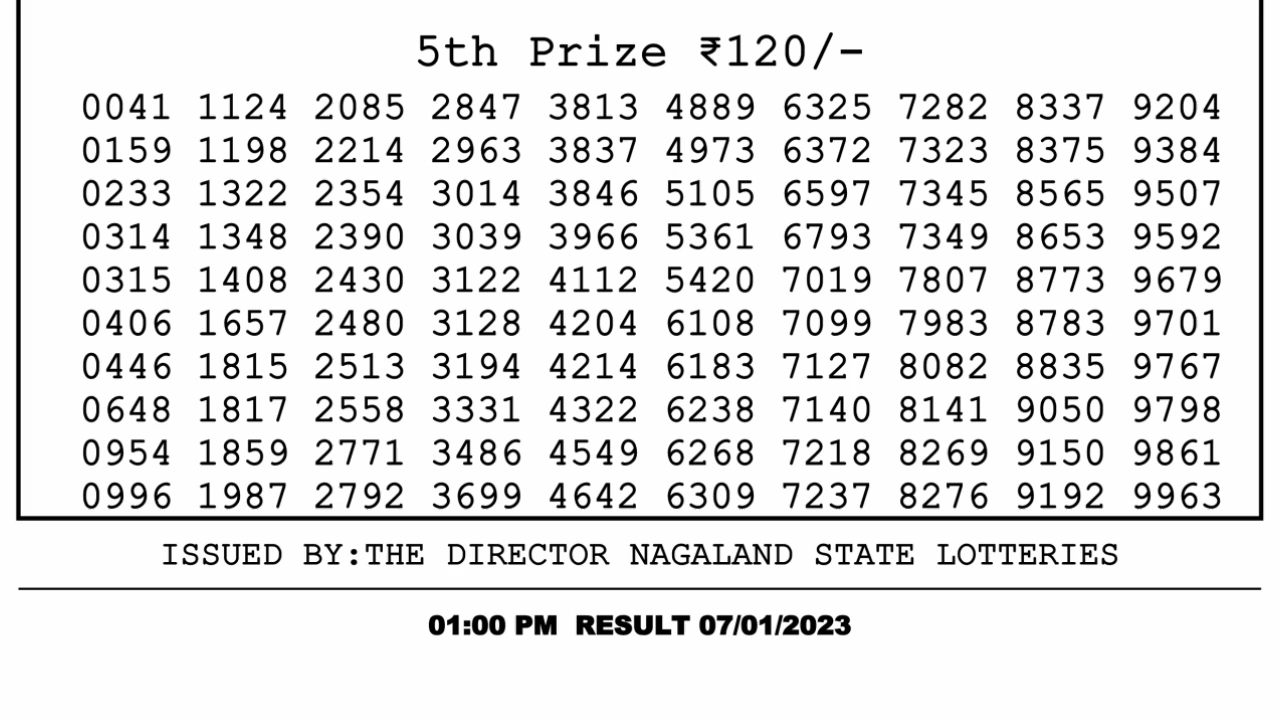 5th Prize ₹120/-
0041 1124 2085 2847 3813 4889 6325 7282 8337 9204
0159 1198 2214 2963 3837 4973 6372 7323 8375 9384
0233 1322 2354 3014 3846 5105 6597 7345 8565 9507
0314 1348 2390 3039 3966 5361 6793 7349 8653 9592
0315 1408 2430 3122 4112 5420 7019 7807 8773 9679
0406 1657 2480 3128 4204 6108 7099 7983 8783 9701
0446 1815 2513 3194 4214 6183 7127 8082 8835 9767
0648 1817 2558 3331 4322 6238 7140 8141 9050 9798
0954 1859 2771 3486 4549 6268 7218 8269 9150 9861
0996 1987 2792 3699 4642 6309 7237 8276 9192 9963
ISSUED BY:THE DIRECTOR NAGALAND STATE LOTTERIES
01:00 PM RESULT 07/01/2023